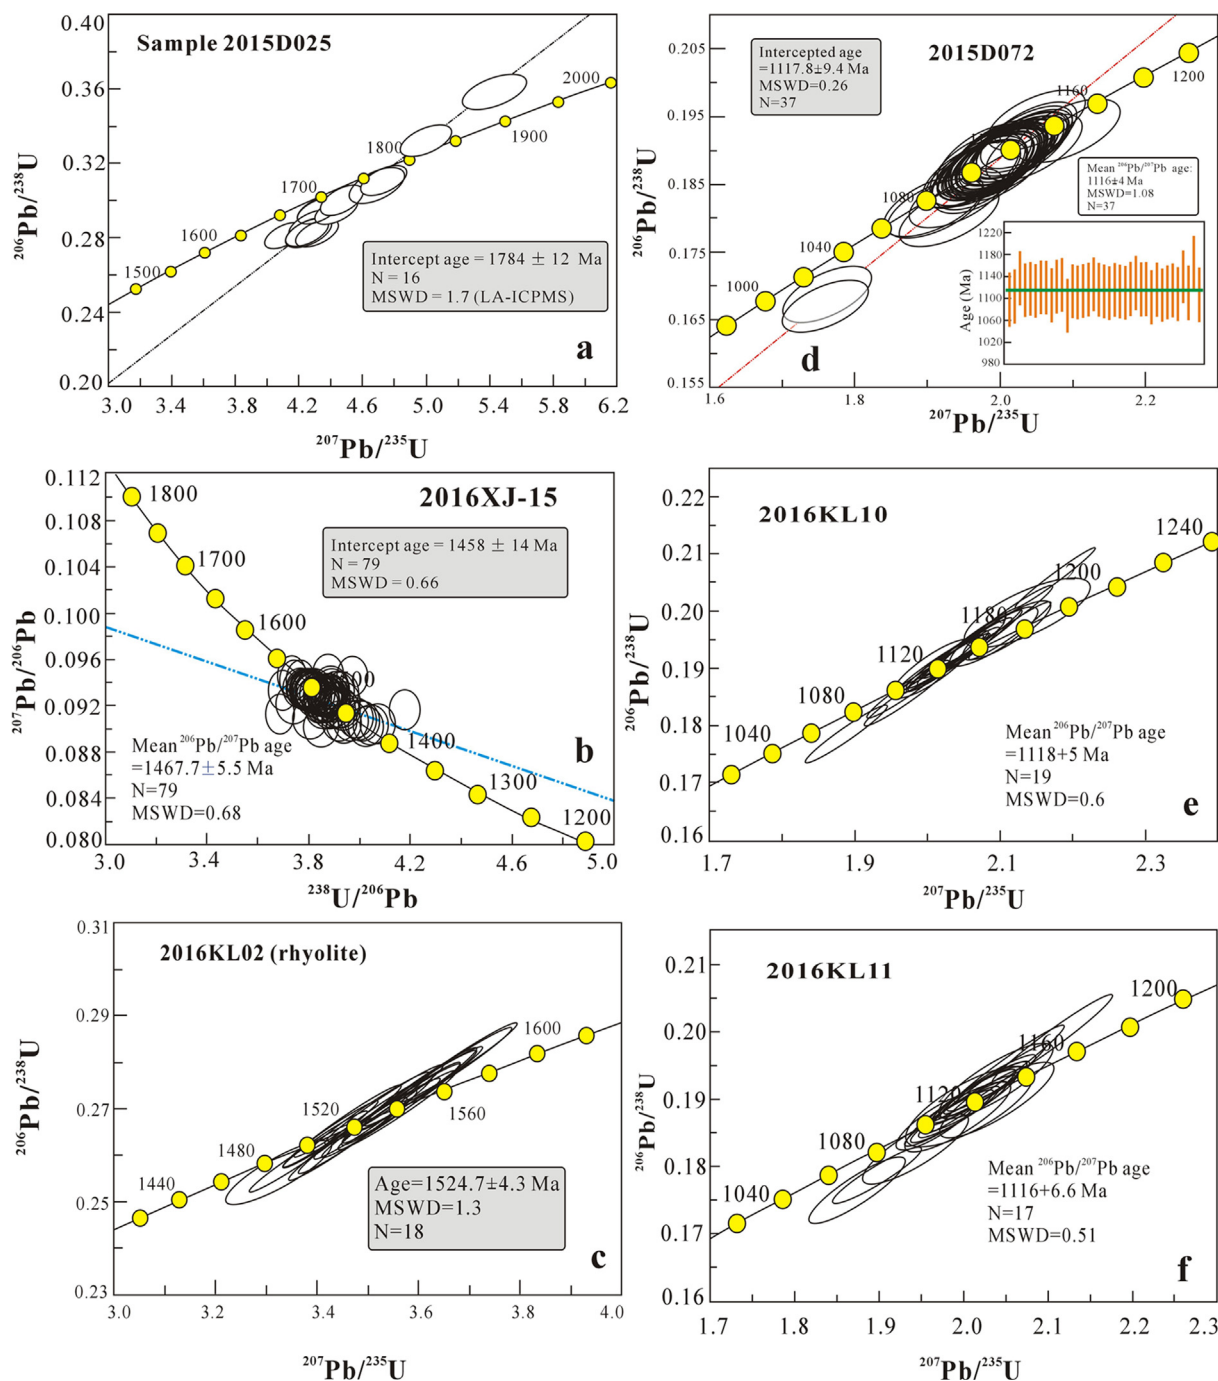 Sample 2015D025
0.40
0.36
0.32
0.28
0.24
0.20
²⁰⁶Pb/²³⁸U
1500
1600
1700
1800
1900
2000
Intercept age = 1784 ± 12 Ma
N = 16
MSWD = 1.7 (LA-ICPMS)
a
3.0
3.4
3.8
4.2
4.6
5.0
5.4
5.8
6.2
²⁰⁷Pb/²³⁵U
2015D072
Intercepted age
=1117.8±9.4 Ma
MSWD=0.26
N=37
0.205
0.195
0.185
0.175
0.165
0.155
²⁰⁶Pb/²³⁸U
1000
1040
1080
1160
1200
Mean ²⁰⁶Pb/²⁰⁷Pb age:
1116±4 Ma
MSWD=1.08
N=37
Age (Ma)
1220
1180
1140
1100
1060
1020
980
d
1.6
1.8
2.0
2.2
²⁰⁷Pb/²³⁵U
2016XJ-15
0.112
0.108
0.104
0.100
0.096
0.092
0.088
0.084
0.080
²⁰⁷Pb/²⁰⁶Pb
1800
1700
1600
1400
1300
1200
Intercept age = 1458 ± 14 Ma
N = 79
MSWD = 0.66
Mean ²⁰⁶Pb/²⁰⁷Pb age
=1467.7±5.5 Ma
N=79
MSWD=0.68
b
3.0
3.4
3.8
4.2
4.6
5.0
²³⁸U/²⁰⁶Pb
2016KL10
0.22
0.21
0.20
0.19
0.18
0.17
0.16
²⁰⁶Pb/²³⁸U
1040
1080
1120
1180
1200
1240
Mean ²⁰⁶Pb/²⁰⁷Pb age
=1118+5 Ma
N=19
MSWD=0.6
e
1.7
1.9
2.1
2.3
²⁰⁷Pb/²³⁵U
2016KL02 (rhyolite)
0.31
0.29
0.27
0.25
0.23
²⁰⁶Pb/²³⁸U
1440
1480
1520
1560
1600
Age=1524.7±4.3 Ma
MSWD=1.3
N=18
c
3.0
3.2
3.4
3.6
3.8
4.0
²⁰⁷Pb/²³⁵U
2016KL11
0.21
0.20
0.19
0.18
0.17
0.16
²⁰⁶Pb/²³⁸U
1040
1080
1120
1160
1200
Mean ²⁰⁶Pb/²⁰⁷Pb age
=1116+6.6 Ma
N=17
MSWD=0.51
f
1.7
1.8
1.9
2.0
2.1
2.2
2.3
²⁰⁷Pb/²³⁵U